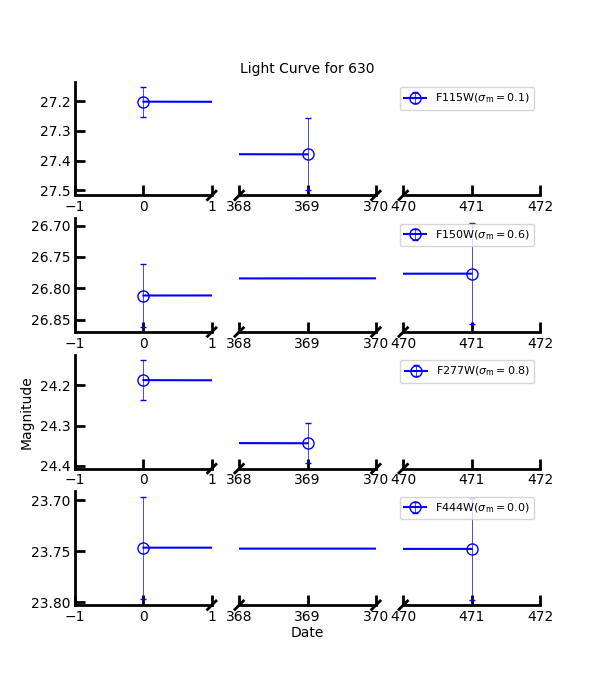 Light Curve for 630
27.2
27.3
27.4
27.5
F115W(σm = 0.1)
−1 0 1 368 369 370 470 471 472
26.70
26.75
26.80
26.85
F150W(σm = 0.6)
−1 0 1 368 369 370 470 471 472
24.2
24.3
24.4
F277W(σm = 0.8)
−1 0 1 368 369 370 470 471 472
Magnitude
23.70
23.75
23.80
F444W(σm = 0.0)
−1 0 1 368 369 370 470 471 472
Date